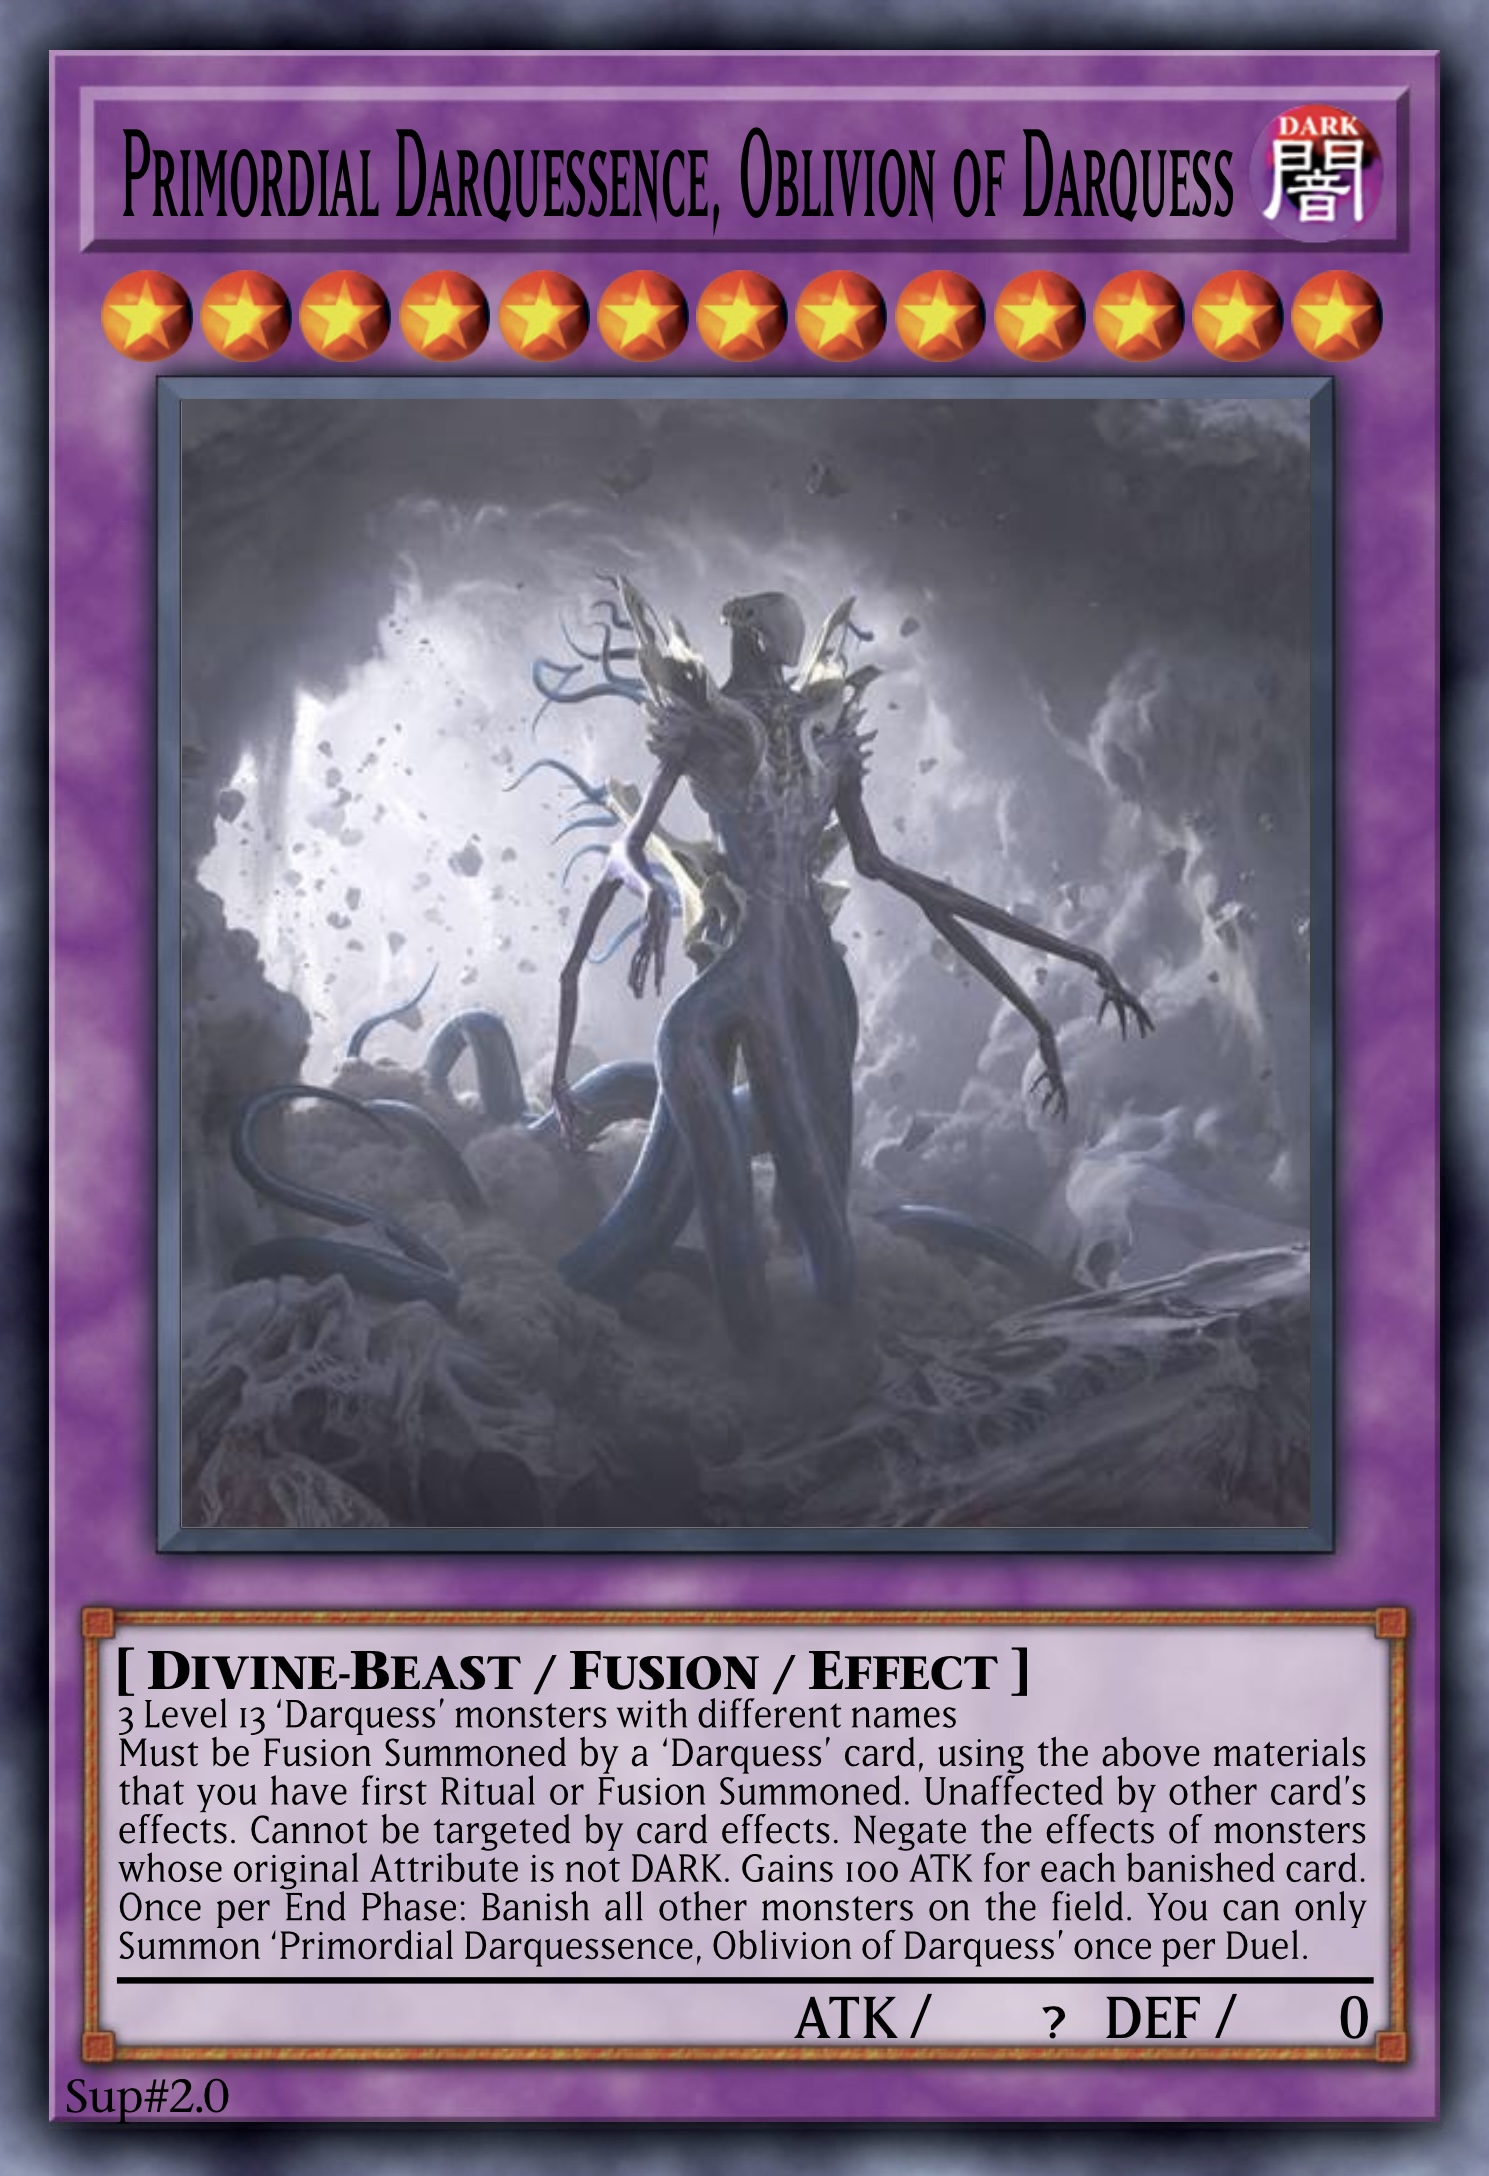 Primordial Darquessence, Oblivion of Darquess
DARK
闇
[ Divine-Beast / Fusion / Effect ]
3 Level 13 ‘Darquess’ monsters with different names
Must be Fusion Summoned by a ‘Darquess’ card, using the above materials
that you have first Ritual or Fusion Summoned. Unaffected by other card's
effects. Cannot be targeted by card effects. Negate the effects of monsters
whose original Attribute is not DARK. Gains 100 ATK for each banished card.
Once per End Phase: Banish all other monsters on the field. You can only
Summon ‘Primordial Darquessence, Oblivion of Darquess’ once per Duel.
ATK / ? DEF / 0
Sup#2.0